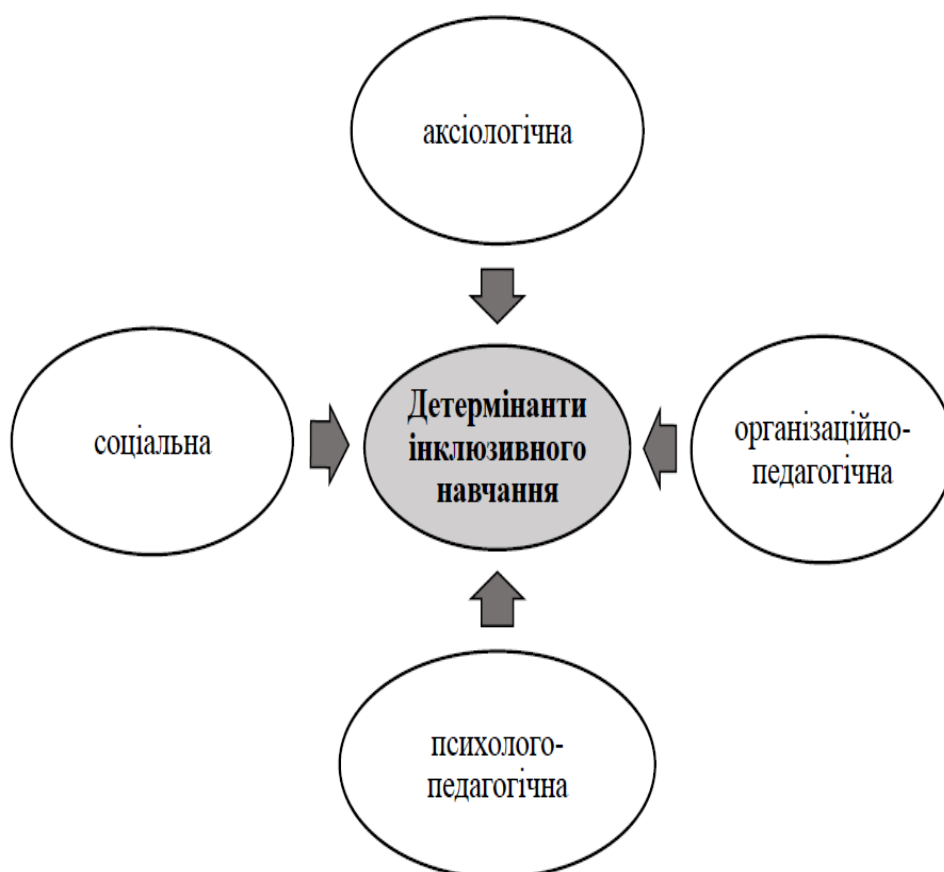 аксіологічна
соціальна
Детермінанти
інклюзивного
навчання
організаційно-
педагогічна
психолого-
педагогічна